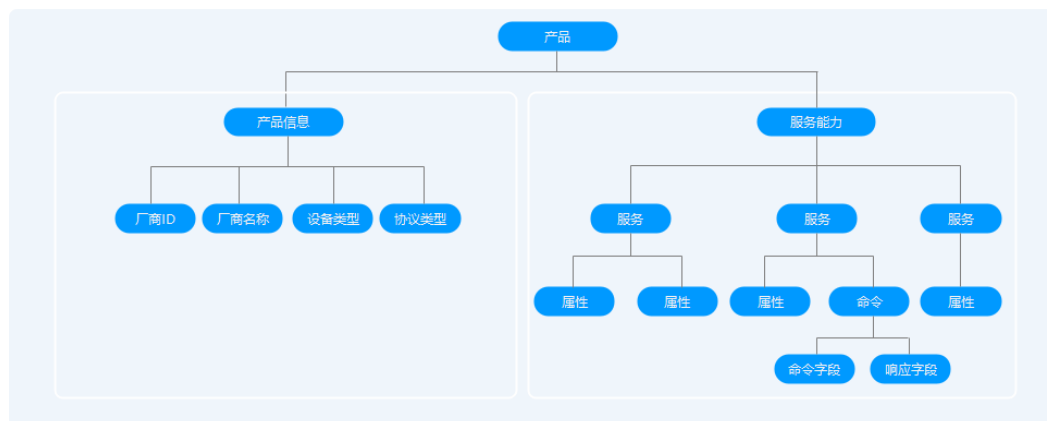 产品
产品信息
服务能力
厂商ID
厂商名称
设备类型
协议类型
服务
服务
服务
属性
属性
属性
命令
属性
命令字段
响应字段